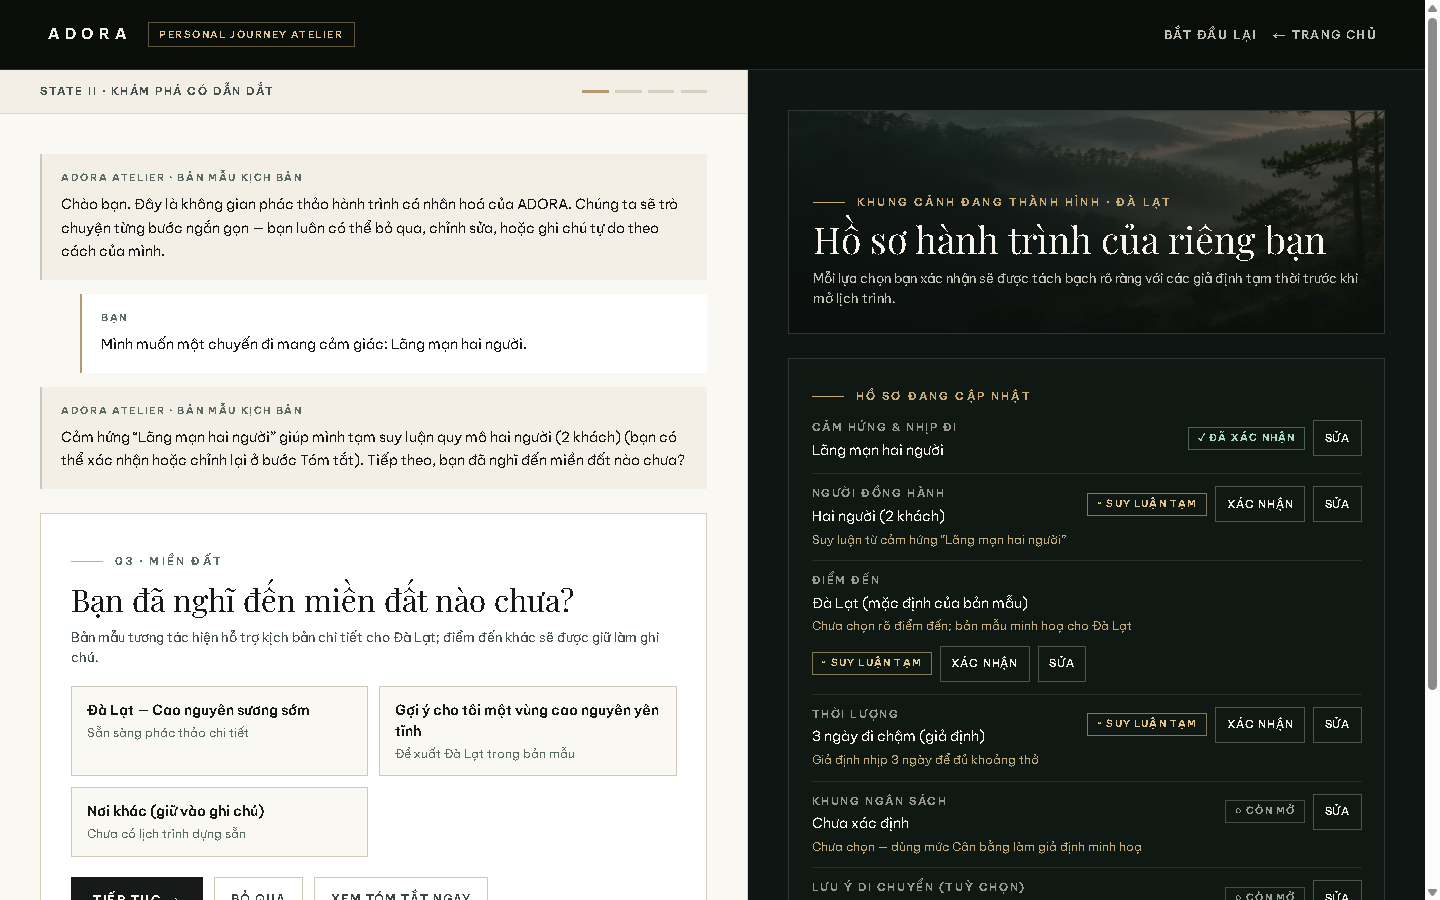 ADORA
PERSONAL JOURNEY ATELIER
BẮT ĐẦU LẠI
← TRANG CHỦ
STATE II · KHÁM PHÁ CÓ DẪN DẮT
ADORA ATELIER · BẢN MẪU KỊCH BẢN
Chào bạn. Đây là không gian phác thảo hành trình cá nhân hoá của ADORA. Chúng ta sẽ trò
chuyện từng bước ngắn gọn — bạn luôn có thể bỏ qua, chỉnh sửa, hoặc ghi chú tự do theo
cách của mình.
BẠN
Mình muốn một chuyến đi mang cảm giác: Lãng mạn hai người.
ADORA ATELIER · BẢN MẪU KỊCH BẢN
Cảm hứng “Lãng mạn hai người” giúp mình tạm suy luận quy mô hai người (2 khách) (bạn có
thể xác nhận hoặc chỉnh lại ở bước Tóm tắt). Tiếp theo, bạn đã nghĩ đến miền đất nào chưa?
03 · MIỀN ĐẤT
Bạn đã nghĩ đến miền đất nào chưa?
Bản mẫu tương tác hiện hỗ trợ kịch bản chi tiết cho Đà Lạt; điểm đến khác sẽ được giữ làm ghi
chú.
Đà Lạt — Cao nguyên sương sớm
Sẵn sàng phác thảo chi tiết
Gợi ý cho tôi một vùng cao nguyên yên
tĩnh
Đề xuất Đà Lạt trong bản mẫu
Nơi khác (giữ vào ghi chú)
Chưa có lịch trình dựng sẵn
TIẾP TỤC →
BỎ QUA
XEM TÓM TẮT NGAY
KHUNG CẢNH ĐANG THÀNH HÌNH · ĐÀ LẠT
Hồ sơ hành trình của riêng bạn
Mỗi lựa chọn bạn xác nhận sẽ được tách bạch rõ ràng với các giả định tạm thời trước khi
mở lịch trình.
HỒ SƠ ĐANG CẬP NHẬT
CẢM HỨNG & NHỊP ĐI
Lãng mạn hai người
✓ ĐÃ XÁC NHẬN
SỬA
NGƯỜI ĐỒNG HÀNH
Hai người (2 khách)
Suy luận từ cảm hứng “Lãng mạn hai người”
~ SUY LUẬN TẠM
XÁC NHẬN
SỬA
ĐIỂM ĐẾN
Đà Lạt (mặc định của bản mẫu)
Chưa chọn rõ điểm đến; bản mẫu minh hoạ cho Đà Lạt
~ SUY LUẬN TẠM
XÁC NHẬN
SỬA
THỜI LƯỢNG
3 ngày đi chậm (giả định)
Giả định nhịp 3 ngày để đủ khoảng thở
~ SUY LUẬN TẠM
XÁC NHẬN
SỬA
KHUNG NGÂN SÁCH
Chưa xác định
Chưa chọn — dùng mức Cân bằng làm giả định minh hoạ
○ CÒN MỞ
SỬA
LƯU Ý DI CHUYỂN (TUỲ CHỌN)
○ CÒN MỞ
SỬA